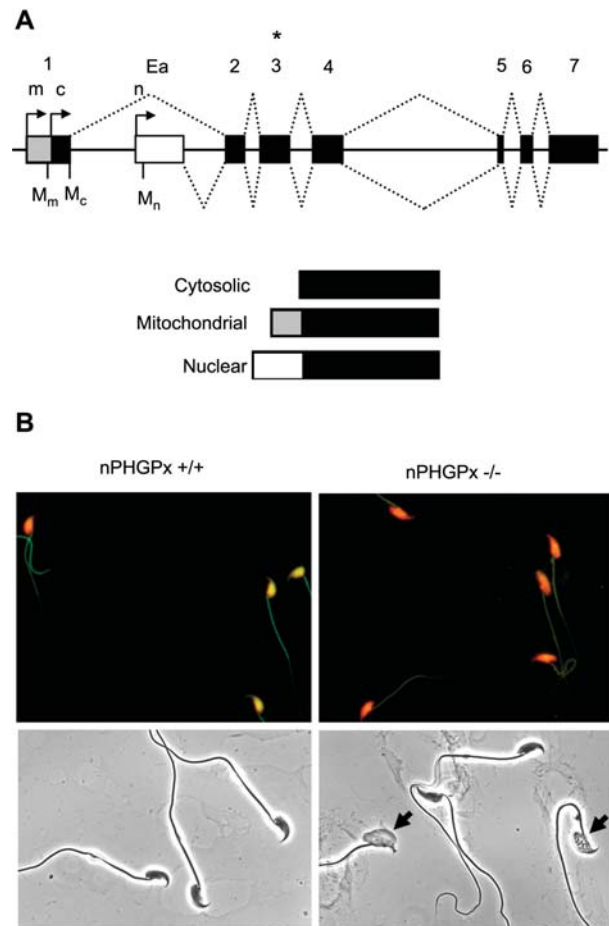 A
*
1 Ea 2 3 4 5 6 7
m c n
Mm Mc Mn
Cytosolic
Mitochondrial
Nuclear
B
nPHGPx +/+ nPHGPx -/-